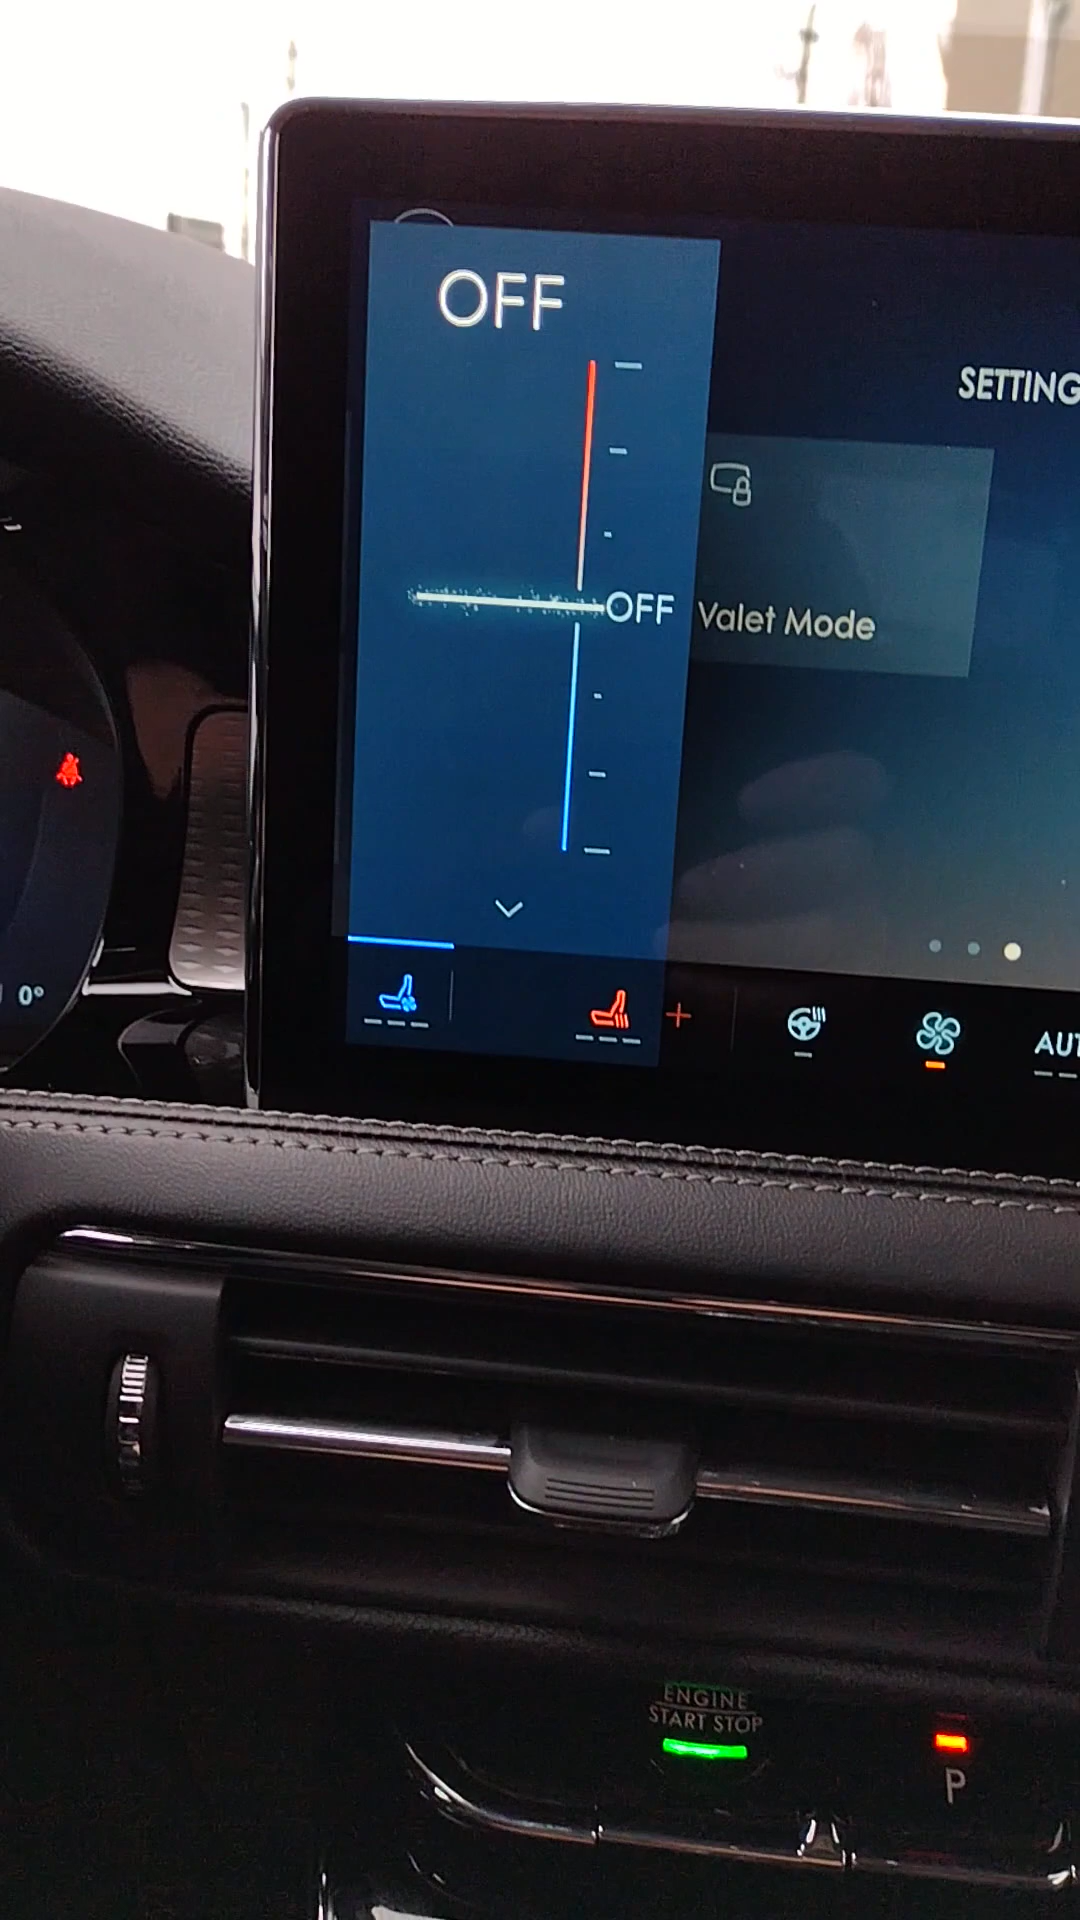 OFF
SETTING
OFF
Valet Mode
0°
AUT
ENGINE
START STOP
P